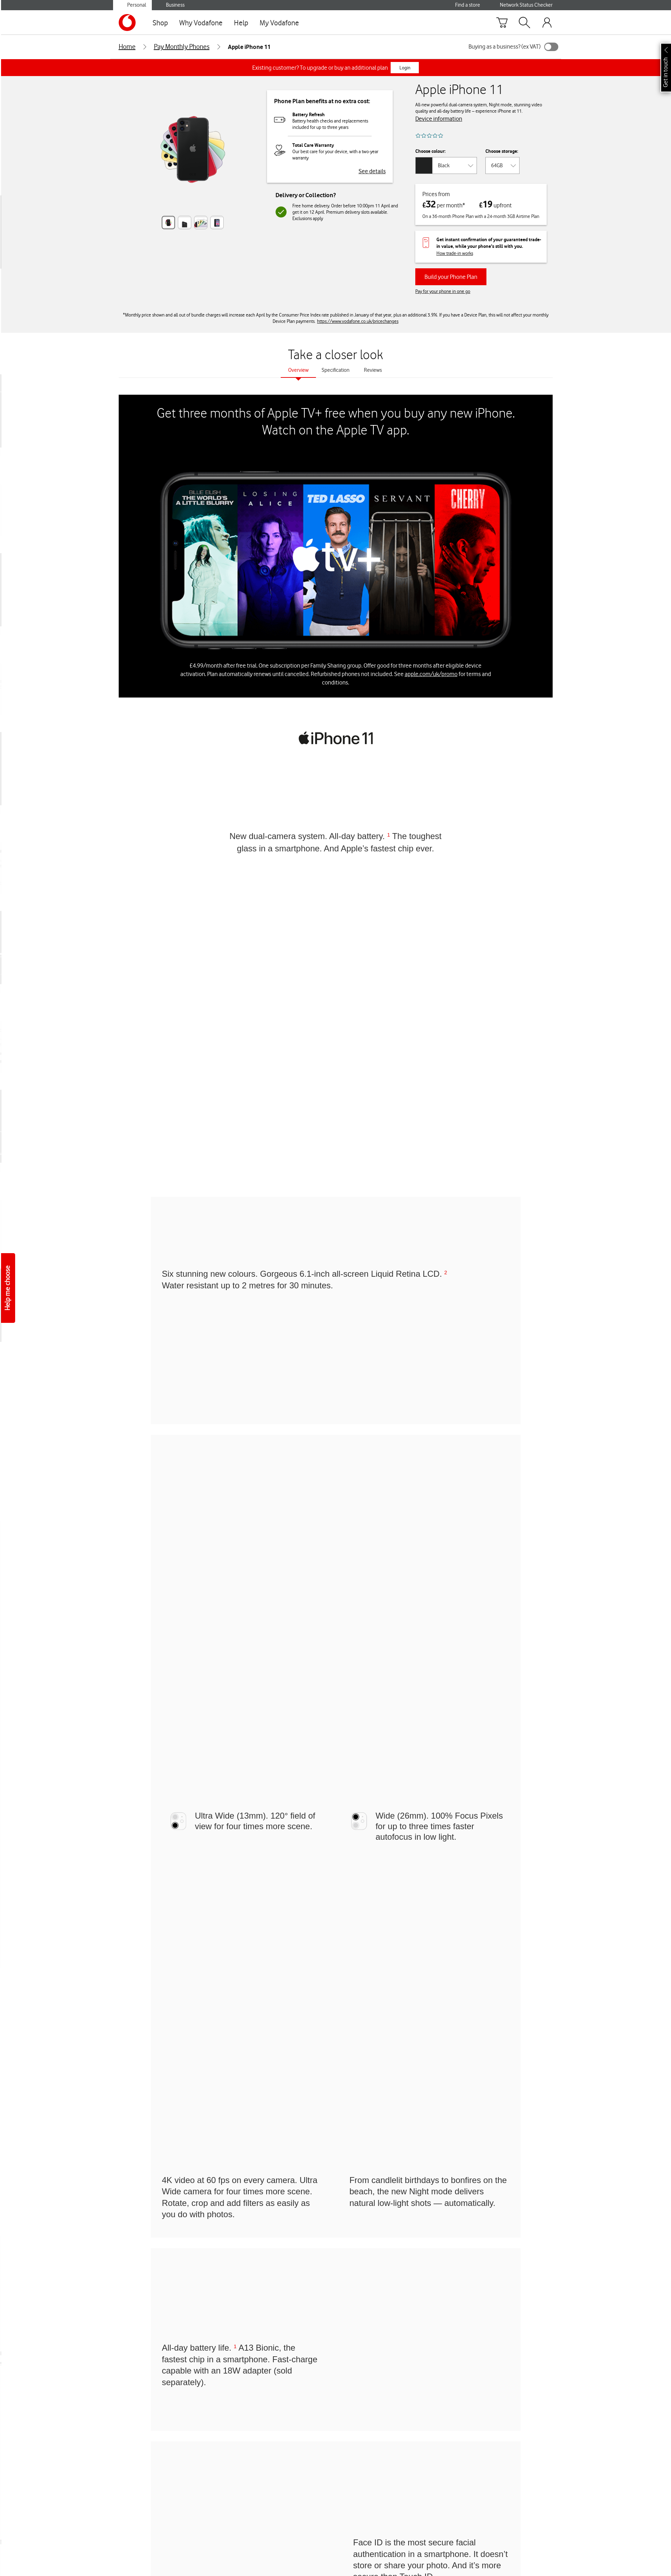 Personal
Business
Find a store
Network Status Checker
Shop
Why Vodafone
Help
My Vodafone
Home
Pay Monthly Phones
Apple iPhone 11
Buying as a business? (ex VAT)
Get in touch
Existing customer? To upgrade or buy an additional plan
Login
Phone Plan benefits at no extra cost:
Battery Refresh
Battery health checks and replacements
included for up to three years
Total Care Warranty
Our best care for your device, with a two-year
warranty
See details
Delivery or Collection?
Free home delivery. Order before 10:00pm 11 April and
get it on 12 April. Premium delivery slots available.
Exclusions apply
Apple iPhone 11
All-new powerful dual camera system, Night mode, stunning video
quality and all-day battery life – experience iPhone at 11.
Device information
Choose colour:
Choose storage:
Black
64GB
Prices from
£32 per month*
£19 upfront
On a 36-month Phone Plan with a 24-month 3GB Airtime Plan
Get instant confirmation of your guaranteed trade-
in value, while your phone's still with you.
How trade-in works
Build your Phone Plan
Pay for your phone in one go
*Monthly price shown and all out of bundle charges will increase each April by the Consumer Price Index rate published in January of that year, plus an additional 3.9%. If you have a Device Plan, this will not affect your monthly
Device Plan payments. https://www.vodafone.co.uk/pricechanges
Take a closer look
Overview
Specification
Reviews
Get three months of Apple TV+ free when you buy any new iPhone.
Watch on the Apple TV app.
BILLIE EILISH
THE WORLD'S
A LITTLE BLURRY
LOSING
ALICE
TED LASSO
SERVANT
CHERRY
tv+
£4.99/month after free trial. One subscription per Family Sharing group. Offer good for three months after eligible device
activation. Plan automatically renews until cancelled. Refurbished phones not included. See apple.com/uk/promo for terms and
conditions.
iPhone 11
New dual-camera system. All-day battery. 1 The toughest
glass in a smartphone. And Apple's fastest chip ever.
Help me choose
Six stunning new colours. Gorgeous 6.1-inch all-screen Liquid Retina LCD. 2
Water resistant up to 2 metres for 30 minutes.
Ultra Wide (13mm). 120° field of
view for four times more scene.
Wide (26mm). 100% Focus Pixels
for up to three times faster
autofocus in low light.
4K video at 60 fps on every camera. Ultra
Wide camera for four times more scene.
Rotate, crop and add filters as easily as
you do with photos.
From candlelit birthdays to bonfires on the
beach, the new Night mode delivers
natural low-light shots — automatically.
All-day battery life. 1 A13 Bionic, the
fastest chip in a smartphone. Fast-charge
capable with an 18W adapter (sold
separately).
Face ID is the most secure facial
authentication in a smartphone. It doesn't
store or share your photo. And it's more
secure than Touch ID.